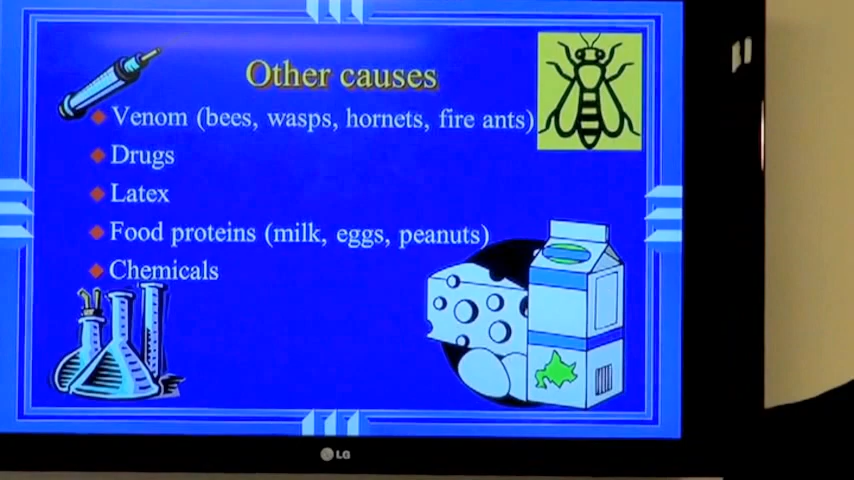 Other causes
Venom (bees, wasps, hornets, fire ants)
Drugs
Latex
Food proteins (milk, eggs, peanuts)
Chemicals
LG